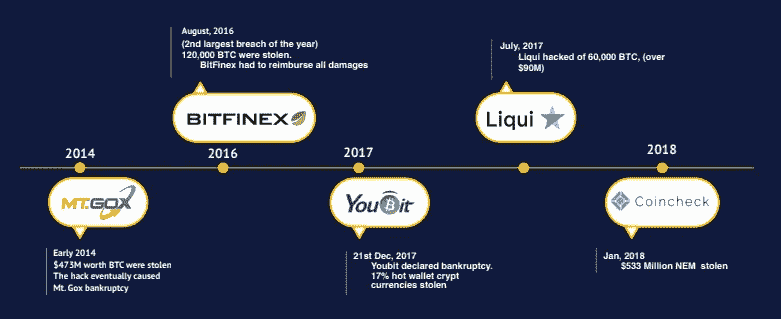 August, 2016
(2nd largest breach of the year)
120,000 BTC were stolen.
BitFinex had to reimburse all damages
July, 2017
Liqui hacked of 60,000 BTC, (over
$90M)
BITFINEX
Liqui
2014
2016
2017
2018
MT.GOX
YouBit
Coincheck
Early 2014
$473M worth BTC were stolen
The hack eventually caused
Mt. Gox bankruptcy
21st Dec, 2017
Youbit declared bankruptcy.
17% hot wallet crypt
currencies stolen
Jan, 2018
$533 Million NEM stolen